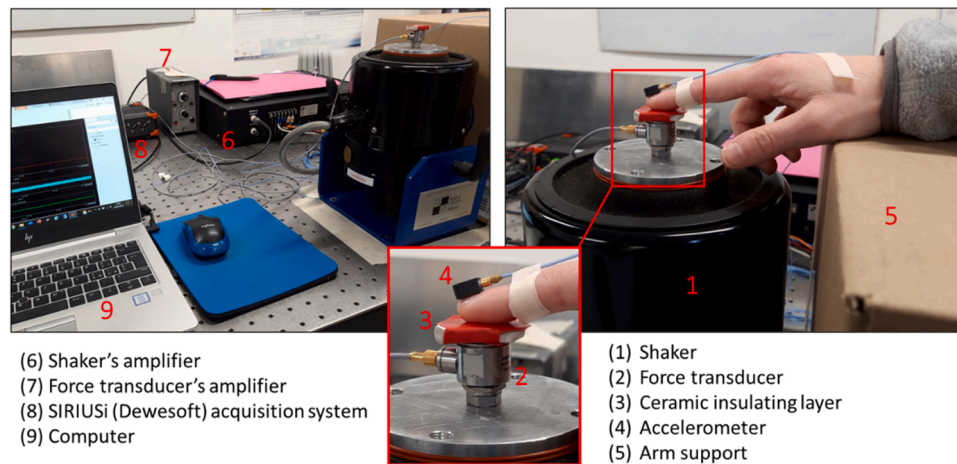 7
6
8
9
4
3
2
1
5
hp
(6) Shaker’s amplifier
(7) Force transducer’s amplifier
(8) SIRIUSi (Dewesoft) acquisition system
(9) Computer
(1) Shaker
(2) Force transducer
(3) Ceramic insulating layer
(4) Accelerometer
(5) Arm support